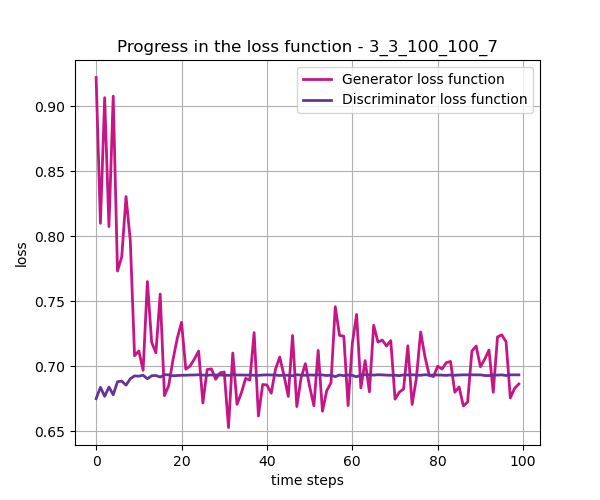 Progress in the loss function - 3_3_100_100_7
Generator loss function
Discriminator loss function
0.90
0.85
0.80
0.75
0.70
0.65
loss
0 20 40 60 80 100
time steps